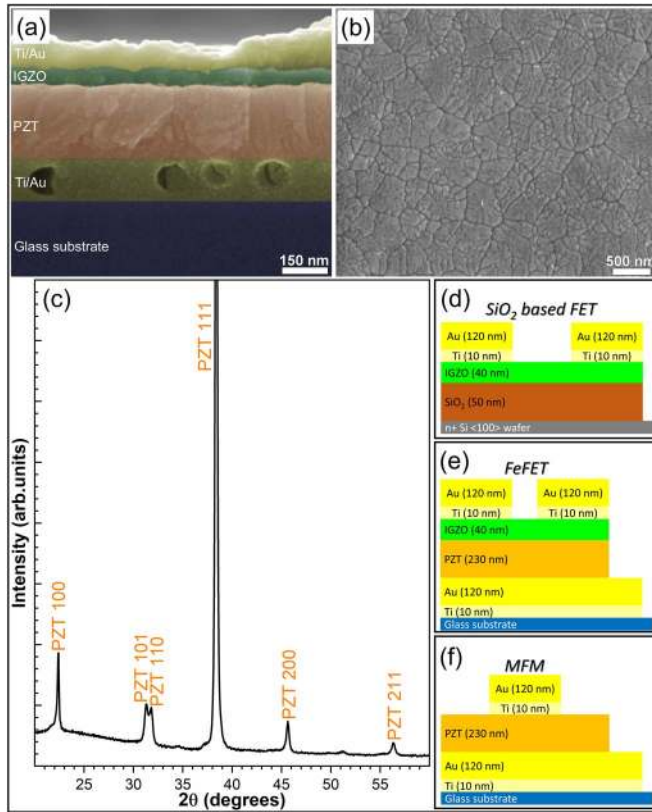 (a)
Ti/Au
IGZO
PZT
Ti/Au
Glass substrate
150 nm
(b)
500 nm
(c)
Intensity (arb.units)
PZT 100
PZT 101
PZT 110
PZT 111
PZT 200
PZT 211
25 30 35 40 45 50 55
2θ (degrees)
(d)
SiO₂ based FET
Au (120 nm) Au (120 nm)
Ti (10 nm) Ti (10 nm)
IGZO (40 nm)
SiO₂ (50 nm)
n+ Si <100> wafer
(e)
FeFET
Au (120 nm) Au (120 nm)
Ti (10 nm) Ti (10 nm)
IGZO (40 nm)
PZT (230 nm)
Au (120 nm)
Ti (10 nm)
Glass substrate
(f)
MFM
Au (120 nm)
Ti (10 nm)
PZT (230 nm)
Au (120 nm)
Ti (10 nm)
Glass substrate